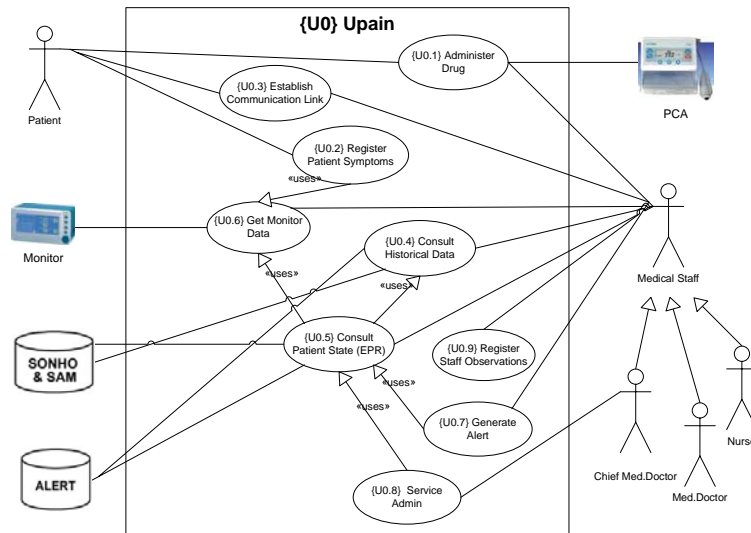 {U0} Upain
{U0.1} Administer
Drug
{U0.3} Establish
Communication Link
Patient
PCA
{U0.2} Register
Patient Symptoms
«uses»
{U0.6} Get Monitor
Data
{U0.4} Consult
Historical Data
Monitor
«uses»
«uses»
Medical Staff
{U0.5} Consult
Patient State (EPR)
{U0.9} Register
Staff Observations
SONHO
& SAM
«uses»
«uses»
{U0.7} Generate
Alert
Nurse
Chief Med.Doctor
Med.Doctor
ALERT
{U0.8} Service
Admin